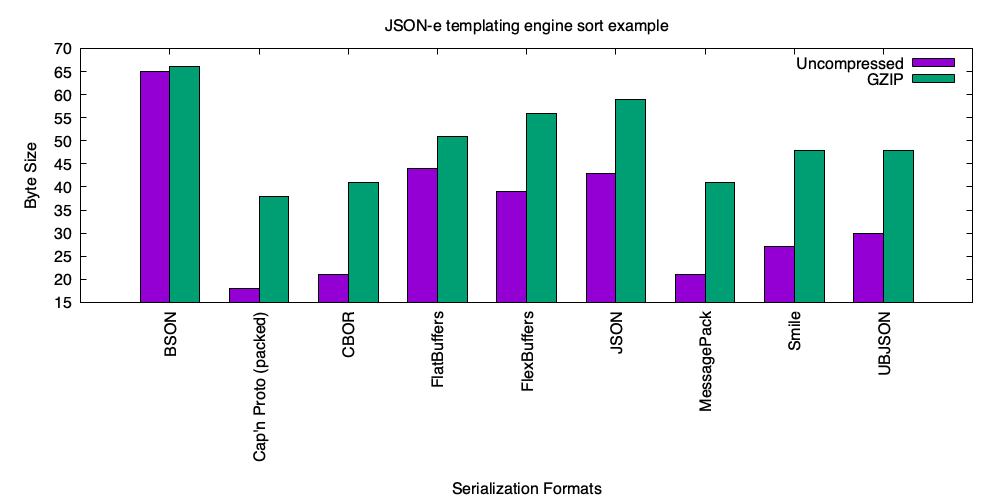 JSON-e templating engine sort example
Uncompressed
GZIP
Byte Size
70
65
60
55
50
45
40
35
30
25
20
15
BSON
Cap'n Proto (packed)
CBOR
FlatBuffers
FlexBuffers
JSON
MessagePack
Smile
UBJSON
Serialization Formats